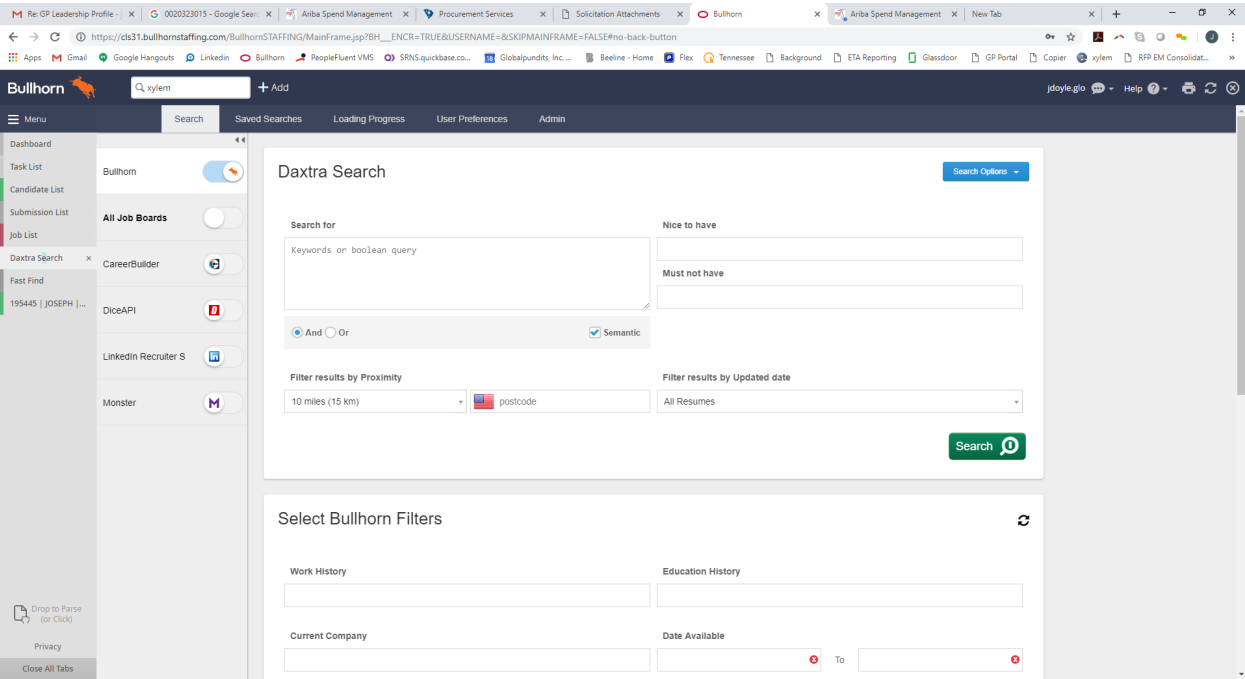 Re: GP Leadership Profile - J
0020323015 - Google Searc
Ariba Spend Management
Procurement Services
Solicitation Attachments
Bullhorn
Ariba Spend Management
New Tab
https://cls31.bullhornstaffing.com/BullhornSTAFFING/MainFrame.jsp?BH__ENCR=TRUE&USERNAME=&SKIPMAINFRAME=FALSE#no-back-button
Apps Gmail Google Hangouts Linkedin Bullhorn PeopleFluent VMS SRNS.quickbase.co... Globalpundits, Inc. ... Beeline - Home Flex Tennessee Background ETA Reporting Glassdoor GP Portal Copier xylem RFP EM Consolidat... »
Bullhorn
xylem
+ Add
jdoyle.glo
Help
Menu
Search Saved Searches Loading Progress User Preferences Admin
Dashboard
Task List
Candidate List
Submission List
Job List
Daxtra Search ×
Fast Find
195445 | JOSEPH |...
Drop to Parse
(or Click)
Privacy
Close All Tabs
Bullhorn
All Job Boards
CareerBuilder
DiceAPI
LinkedIn Recruiter S
Monster
Daxtra Search
Search Options
Search for
Keywords or boolean query
Nice to have
Must not have
And Or
Semantic
Filter results by Proximity
10 miles (15 km)
postcode
Filter results by Updated date
All Resumes
Search
Select Bullhorn Filters
Work History
Education History
Current Company
Date Available
To